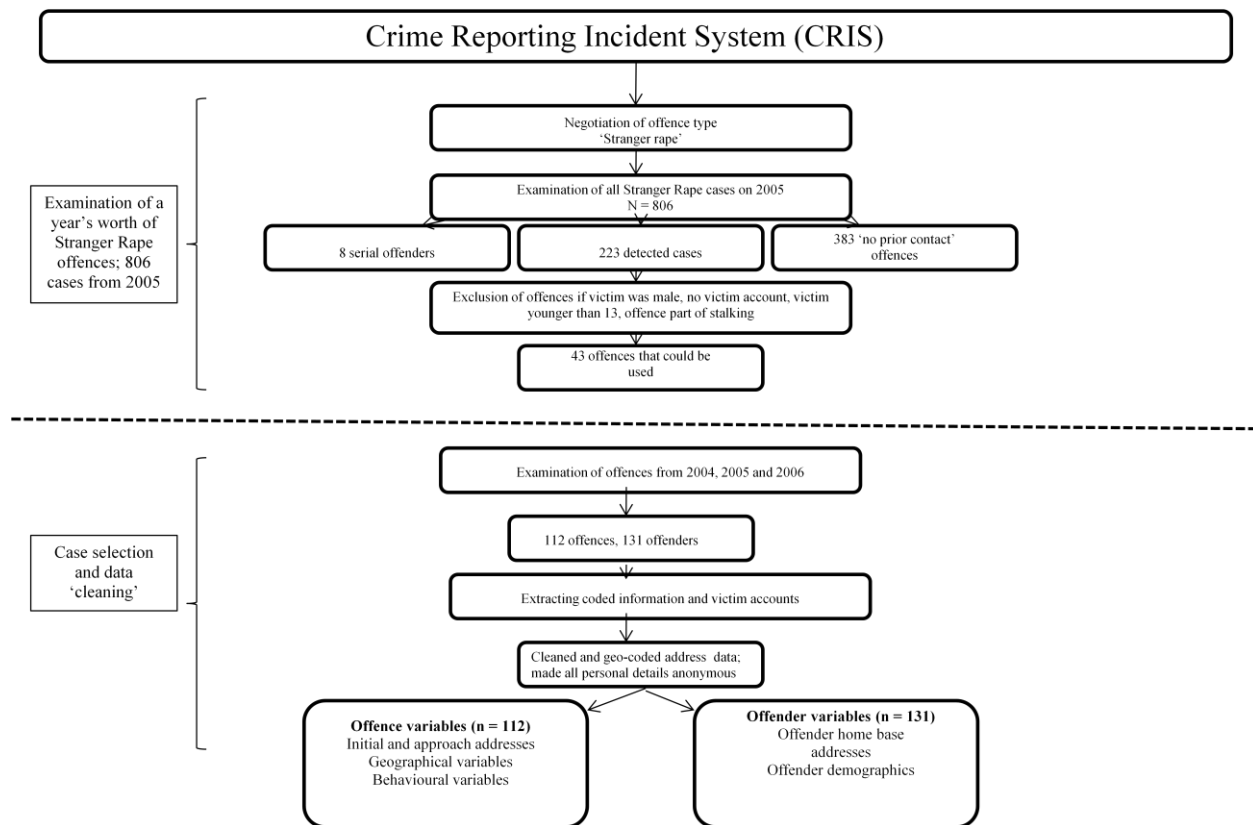 Crime Reporting Incident System (CRIS)
Negotiation of offence type
‘Stranger rape’
Examination of a
year’s worth of
Stranger Rape
offences; 806
cases from 2005
Examination of all Stranger Rape cases on 2005
N = 806
8 serial offenders
223 detected cases
383 ‘no prior contact’
offences
Exclusion of offences if victim was male, no victim account, victim
younger than 13, offence part of stalking
43 offences that could be
used
Examination of offences from 2004, 2005 and 2006
Case selection
and data
‘cleaning’
112 offences, 131 offenders
Extracting coded information and victim accounts
Cleaned and geo-coded address data;
made all personal details anonymous
Offence variables (n = 112)
Initial and approach addresses
Geographical variables
Behavioural variables
Offender variables (n = 131)
Offender home base
addresses
Offender demographics